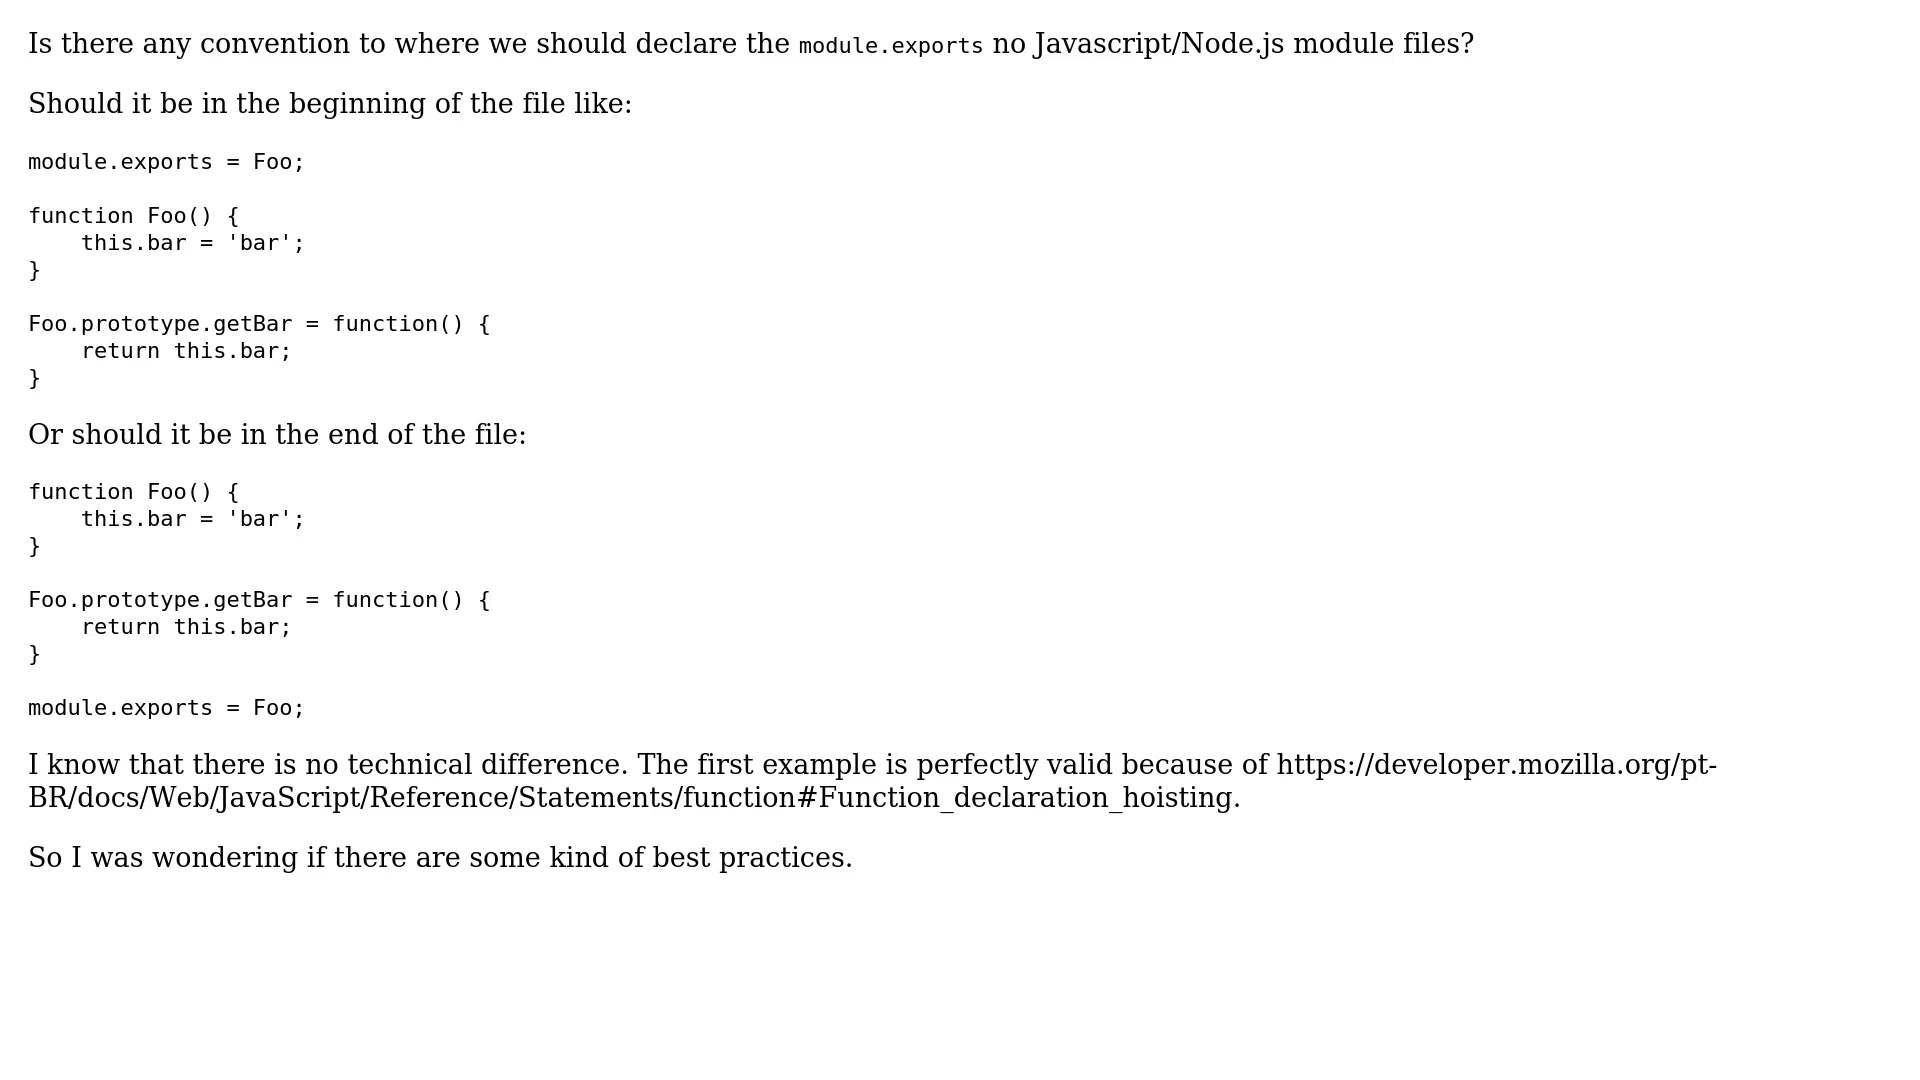 Is there any convention to where we should declare the module.exports no Javascript/Node.js module files?
Should it be in the beginning of the file like:
module.exports = Foo;
function Foo() {
    this.bar = 'bar';
}
Foo.prototype.getBar = function() {
    return this.bar;
}
Or should it be in the end of the file:
function Foo() {
    this.bar = 'bar';
}
Foo.prototype.getBar = function() {
    return this.bar;
}
module.exports = Foo;
I know that there is no technical difference. The first example is perfectly valid because of https://developer.mozilla.org/pt-
BR/docs/Web/JavaScript/Reference/Statements/function#Function_declaration_hoisting.
So I was wondering if there are some kind of best practices.